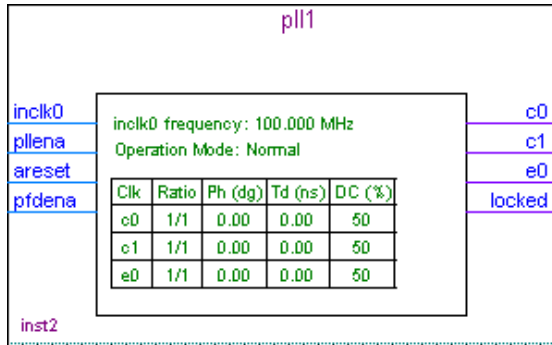 pll1
inclk0
pllena
areset
pfdena
inclk0 frequency: 100.000 MHz
Operation Mode: Normal
Clk Ratio Ph (dg) Td (ns) DC (%)
c0 1/1 0.00 0.00 50
c1 1/1 0.00 0.00 50
e0 1/1 0.00 0.00 50
c0
c1
e0
locked
inst2